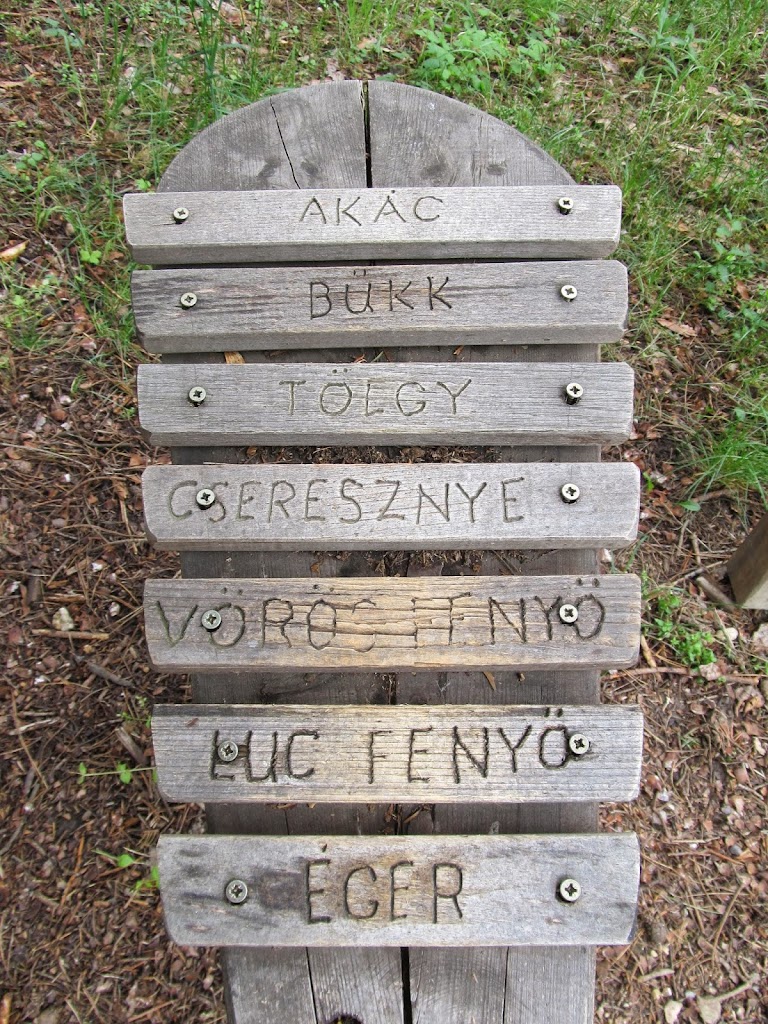 AKÁC
BÜKK
TÖLGY
CSERESZNYE
VÖRÖS FENYŐ
LUC FENYŐ
ÉGER